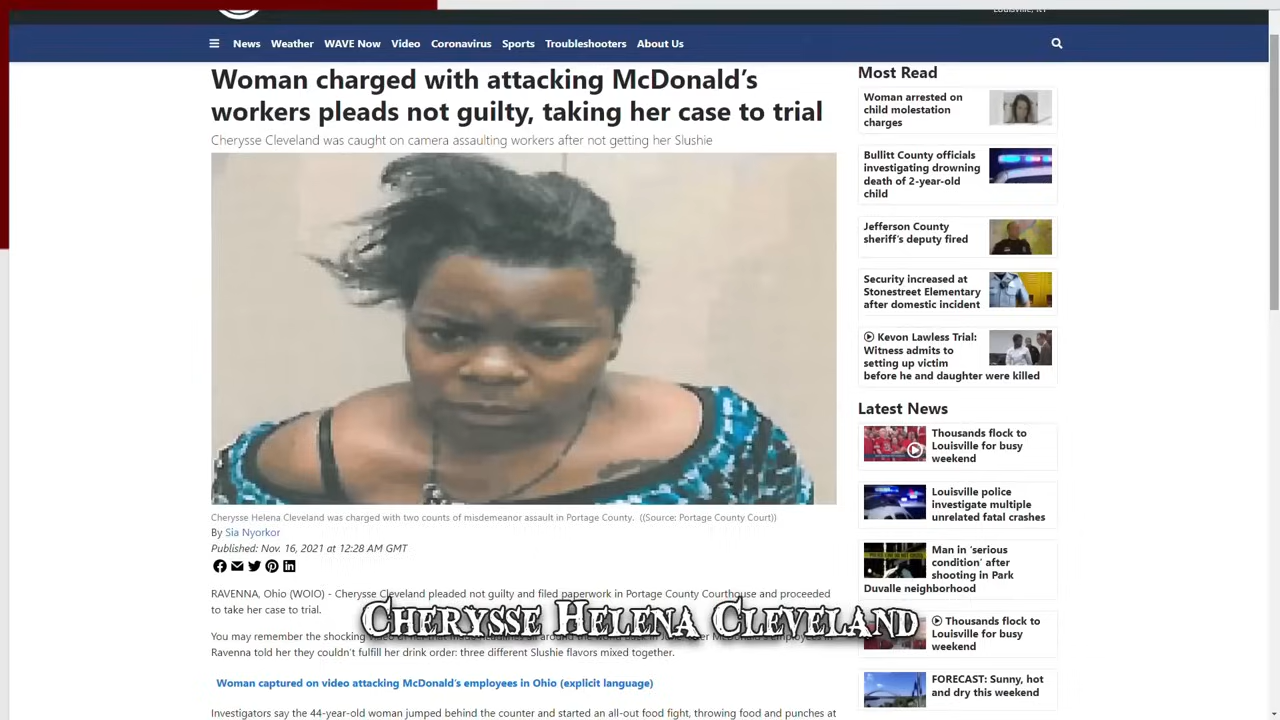 LOUISVILLE, KY
News Weather WAVE Now Video Coronavirus Sports Troubleshooters About Us
Woman charged with attacking McDonald’s
workers pleads not guilty, taking her case to trial
Cherysse Cleveland was caught on camera assaulting workers after not getting her Slushie
Cherysse Helena Cleveland was charged with two counts of misdemeanor assault in Portage County. ((Source: Portage County Court))
By Sia Nyorkor
Published: Nov. 16, 2021 at 12:28 AM GMT
RAVENNA, Ohio (WOIO) - Cherysse Cleveland pleaded not guilty and filed paperwork in Portage County Courthouse and proceeded
to take her case to trial.
Cherysse Helena Cleveland
You may remember the shocking
McDonald's employees in
Ravenna told her they couldn’t fulfill her drink order: three different Slushie flavors mixed together.
Woman captured on video attacking McDonald’s employees in Ohio (explicit language)
Investigators say the 44-year-old woman jumped behind the counter and started an all-out food fight, throwing food and punches at
Most Read
Woman arrested on
child molestation
charges
Bullitt County officials
investigating drowning
death of 2-year-old
child
Jefferson County
sheriff’s deputy fired
Security increased at
Stonestreet Elementary
after domestic incident
Kevon Lawless Trial:
Witness admits to
setting up victim
before he and daughter were killed
Latest News
Thousands flock to
Louisville for busy
weekend
Louisville police
investigate multiple
unrelated fatal crashes
Man in ‘serious
condition’ after
shooting in Park
Duvalle neighborhood
Thousands flock to
Louisville for busy
weekend
FORECAST: Sunny, hot
and dry this weekend